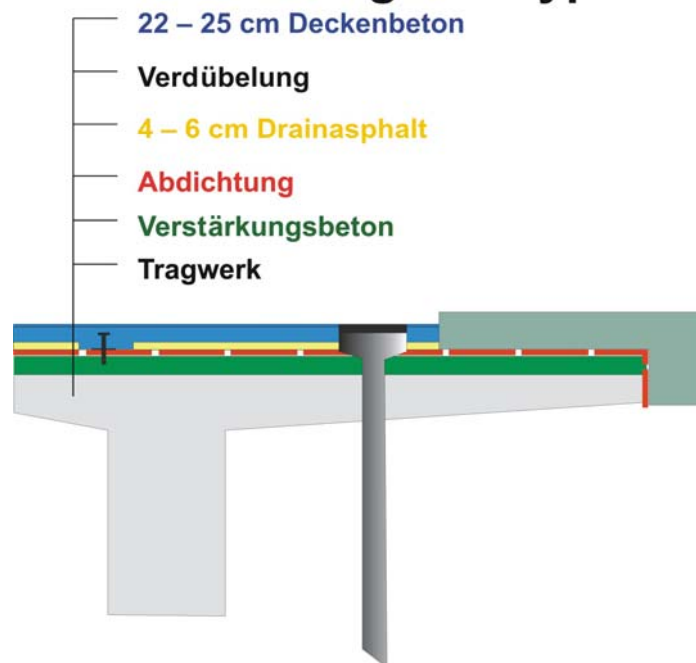 22 – 25 cm Deckenbeton
Verdübelung
4 – 6 cm Drainasphalt
Abdichtung
Verstärkungsbeton
Tragwerk